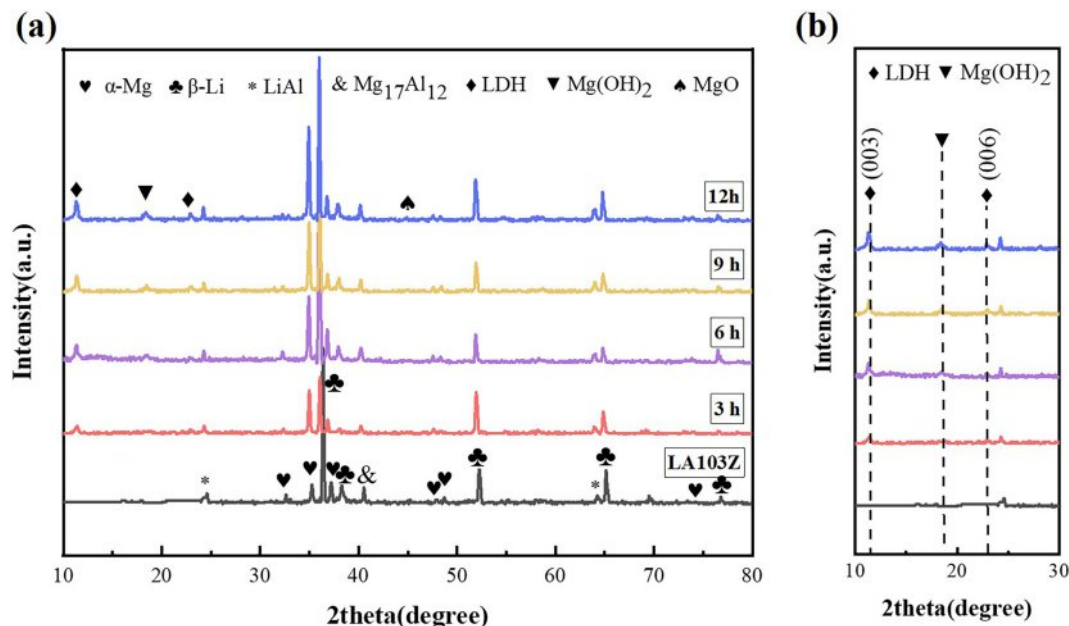 (a)
♥ α-Mg ♣ β-Li * LiAl & Mg17Al12 ♦ LDH ▼ Mg(OH)2 ♠ MgO
12h
9 h
6 h
3 h
LA103Z
&
*
*
Intensity(a.u.)
10 20 30 40 50 60 70 80
2theta(degree)
(b)
♦ LDH ▼ Mg(OH)2
(003)
(006)
Intensity(a.u.)
10 20 30
2theta(degree)